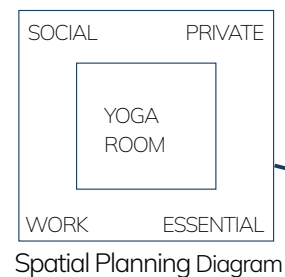 SOCIAL PRIVATE
YOGA
ROOM
WORK ESSENTIAL
Spatial Planning Diagram